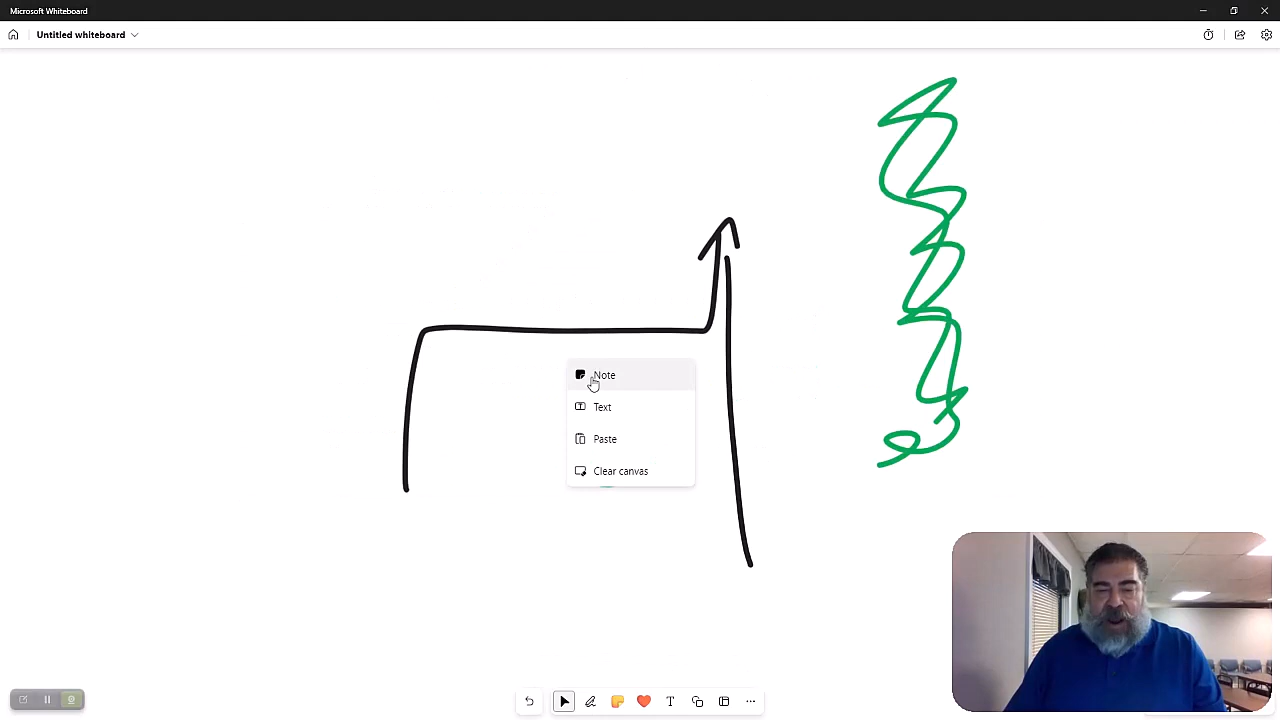 Microsoft Whiteboard
Untitled whiteboard
Note
Text
Paste
Clear canvas